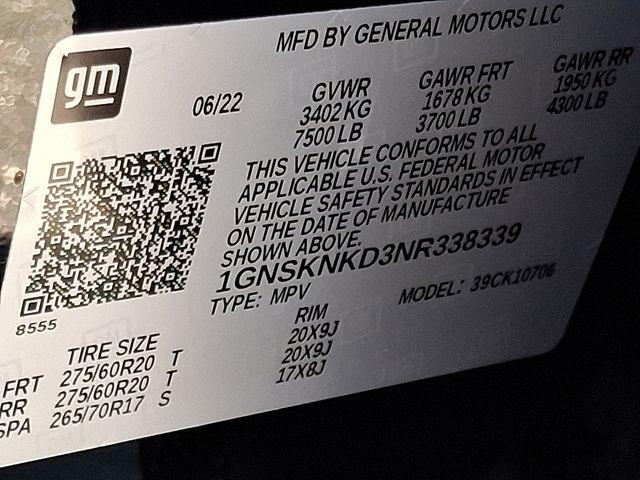 MFD BY GENERAL MOTORS LLC
gm
06/22
GVWR GAWR FRT GAWR RR
3402 KG 1678 KG 1950 KG
7500 LB 3700 LB 4300 LB
THIS VEHICLE CONFORMS TO ALL
APPLICABLE U.S. FEDERAL MOTOR
VEHICLE SAFETY STANDARDS IN EFFECT
ON THE DATE OF MANUFACTURE
SHOWN ABOVE.
1GNSKNKD3NR338339
TYPE: MPV MODEL: 39CK10706
8555
TIRE SIZE RIM
FRT 275/60R20 T 20X9J
RR 275/60R20 T 20X9J
SPA 265/70R17 S 17X8J